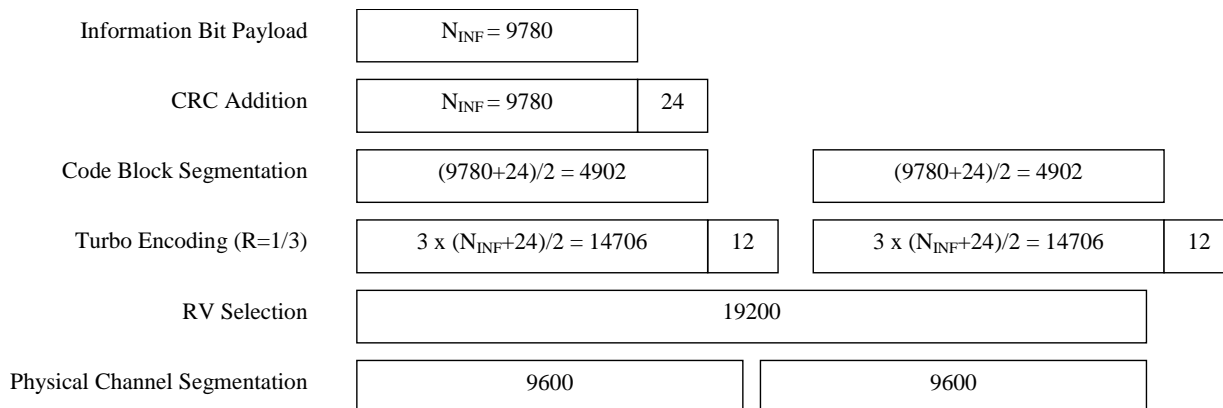 Information Bit Payload N_INF = 9780
CRC Addition N_INF = 9780 24
Code Block Segmentation (9780+24)/2 = 4902 (9780+24)/2 = 4902
Turbo Encoding (R=1/3) 3 x (N_INF+24)/2 = 14706 12 3 x (N_INF+24)/2 = 14706 12
RV Selection 19200
Physical Channel Segmentation 9600 9600